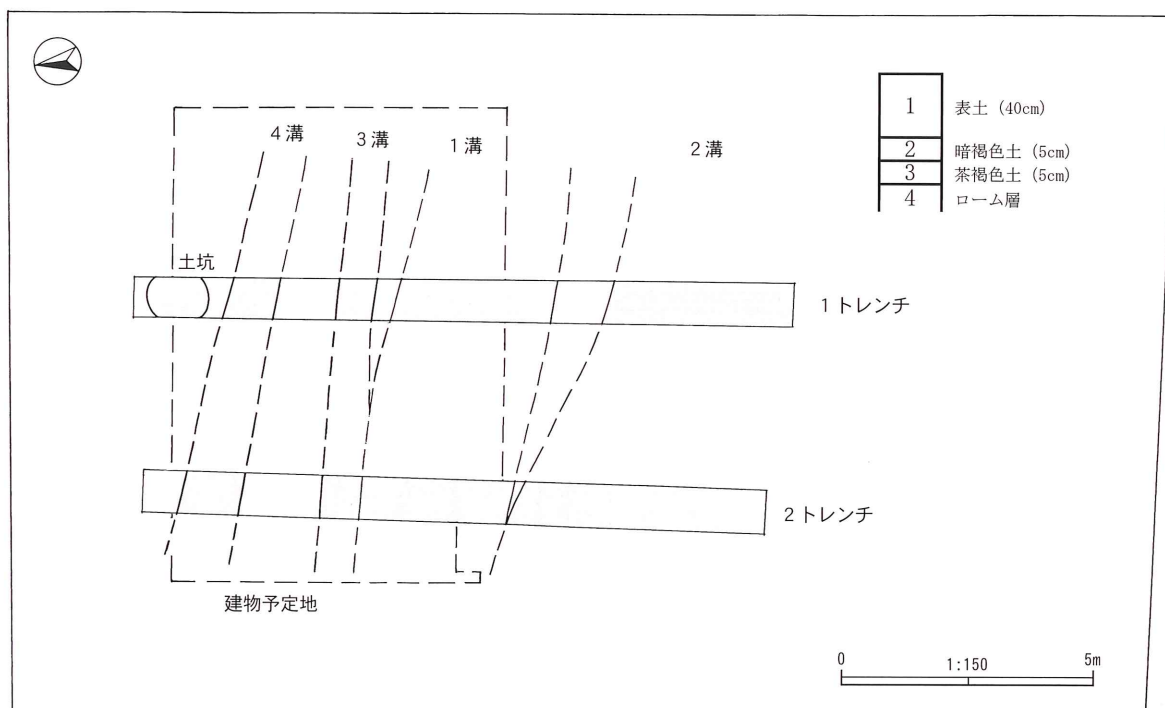 4溝
3溝
1溝
2溝
1
表土 (40cm)
2
暗褐色土 (5cm)
3
茶褐色土 (5cm)
4
ローム層
土坑
1トレンチ
2トレンチ
建物予定地
0
1:150
5m